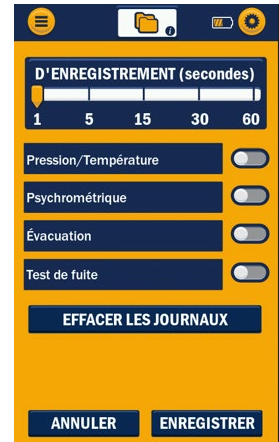 D'ENREGISTREMENT (secondes)
1 5 15 30 60
Pression/Température
Psychrométrique
Évacuation
Test de fuite
EFFACER LES JOURNAUX
ANNULER ENREGISTRER